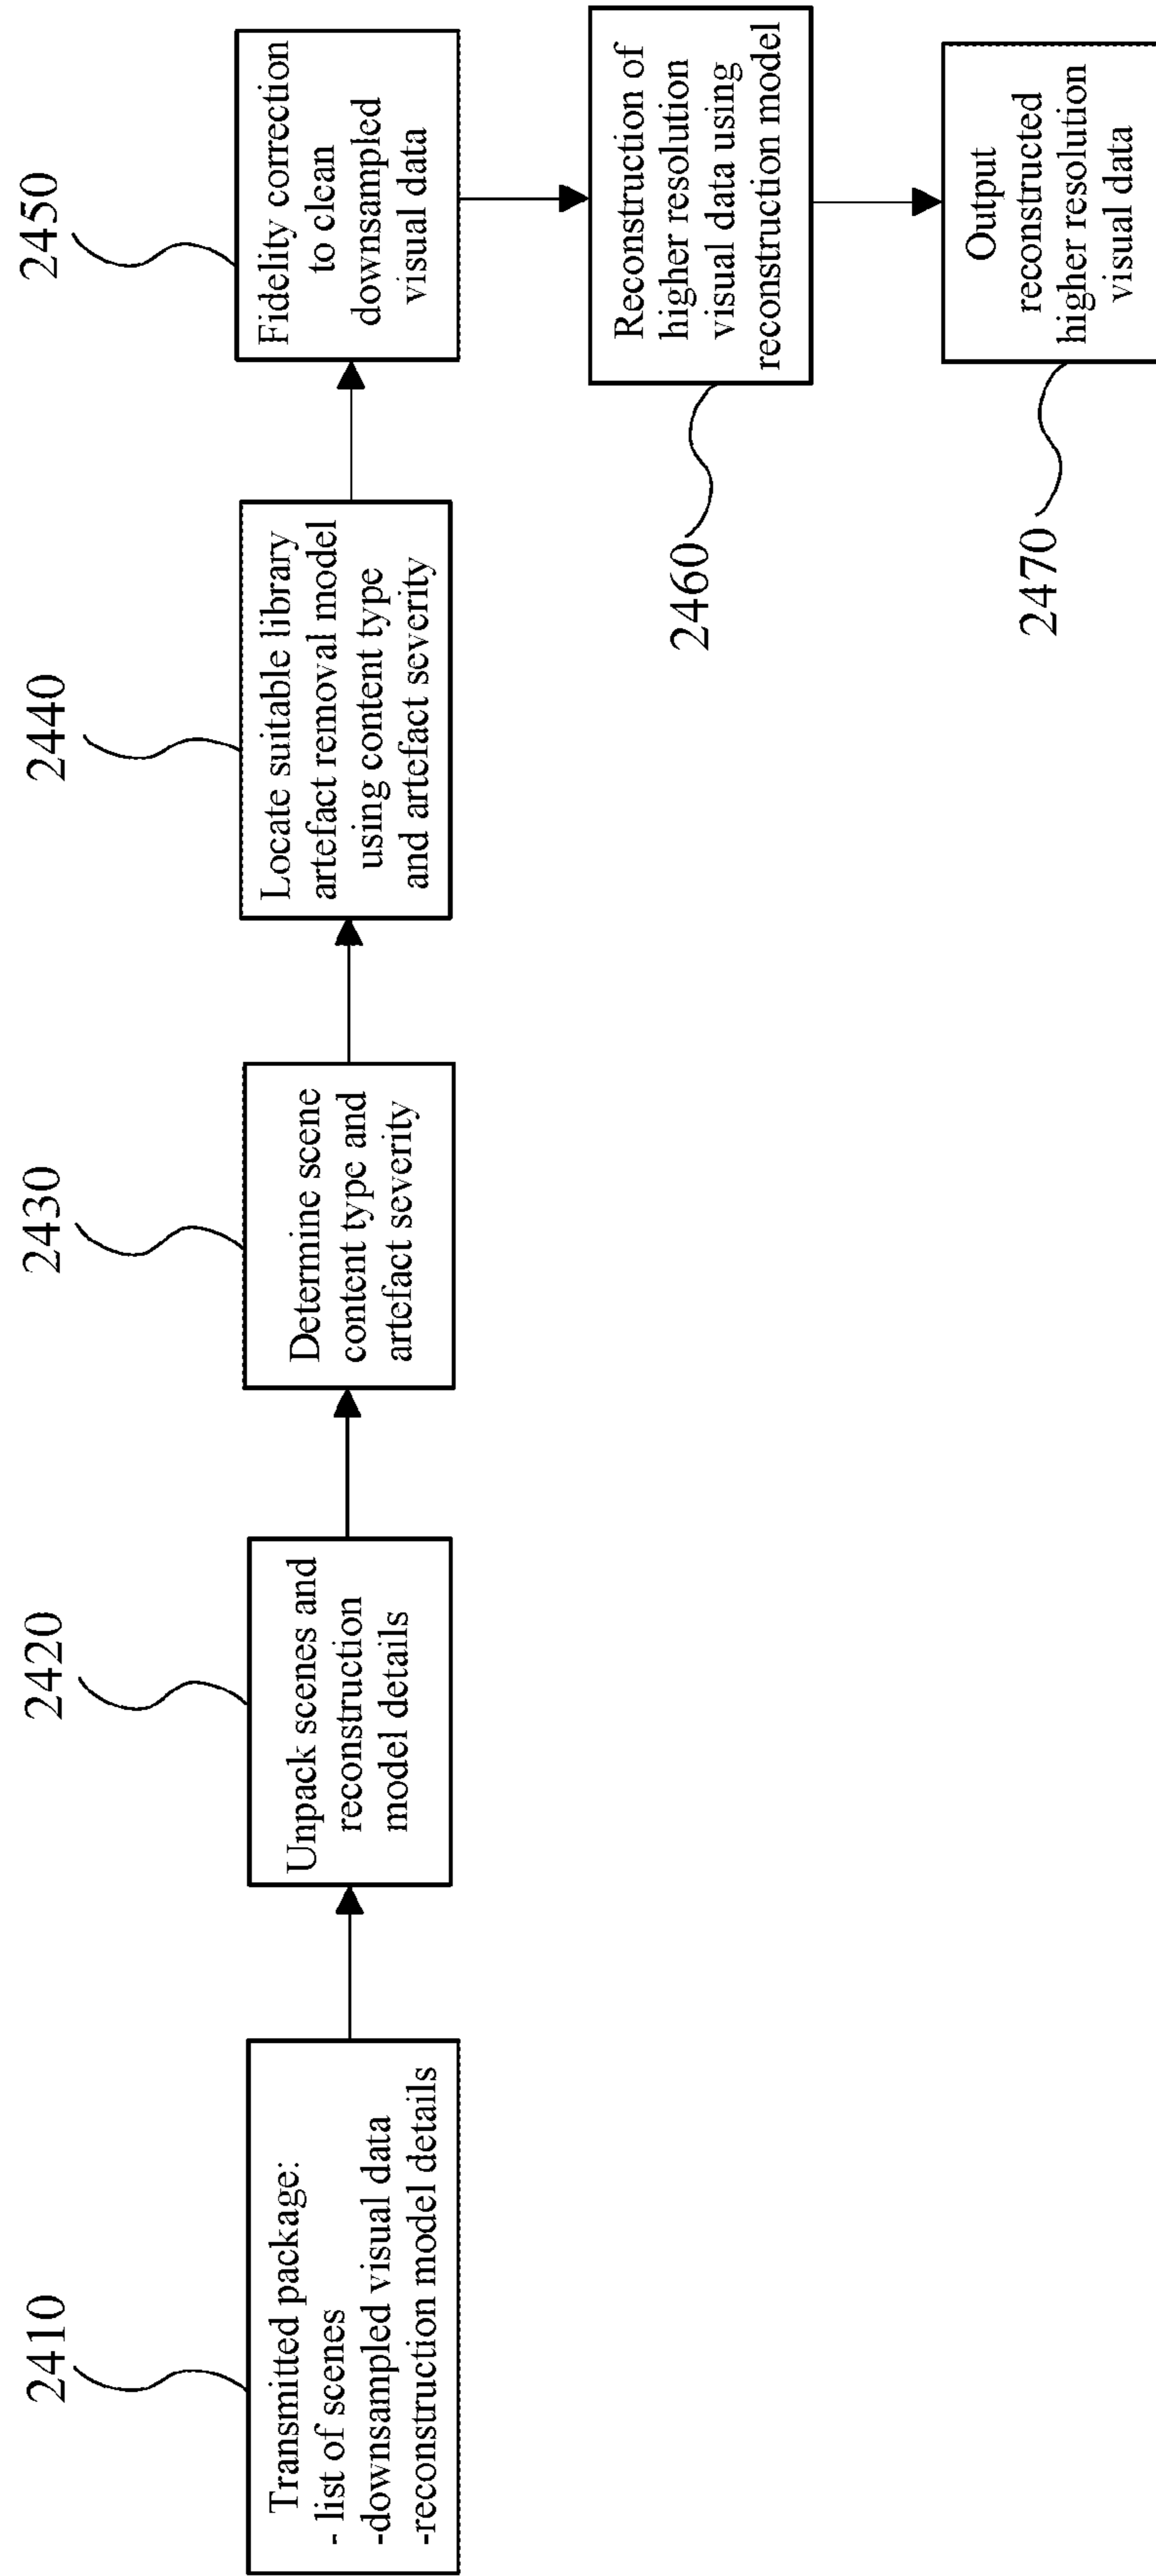 2410
Transmitted package:
- list of scenes
-downsampled visual data
-reconstruction model details
2420
Unpack scenes and
reconstruction
model details
2430
Determine scene
content type and
artefact severity
2440
Locate suitable library
artefact removal model
using content type
and artefact severity
2450
Fidelity correction
to clean
downsampled
visual data
2460
Reconstruction of
higher resolution
visual data using
reconstruction model
2470
Output
reconstructed
higher resolution
visual data